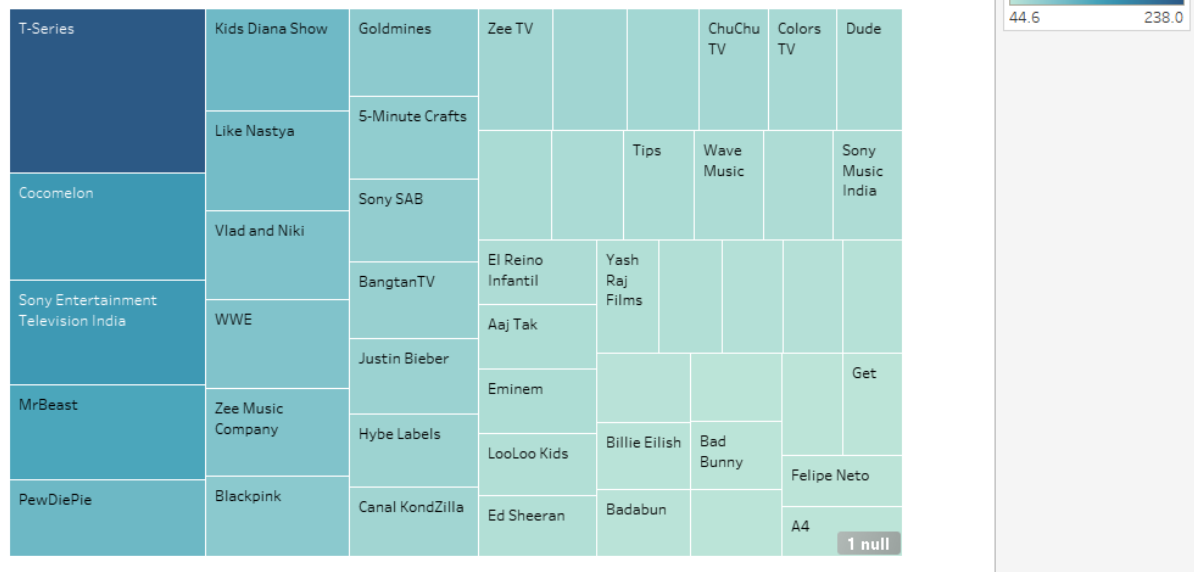 T-Series
Kids Diana Show
Goldmines
Zee TV
ChuChu
TV
Colors
TV
Dude
44.6
238.0
5-Minute Crafts
Like Nastya
Tips
Wave
Music
Sony
Music
India
Cocomelon
Sony SAB
Vlad and Niki
El Reino
Infantil
Yash
Raj
Films
BangtanTV
Sony Entertainment
Television India
WWE
Aaj Tak
Justin Bieber
Get
Eminem
MrBeast
Zee Music
Company
Hybe Labels
Billie Eilish
Bad
Bunny
LooLoo Kids
Felipe Neto
PewDiePie
Blackpink
Canal KondZilla
Ed Sheeran
Badabun
A4
1 null